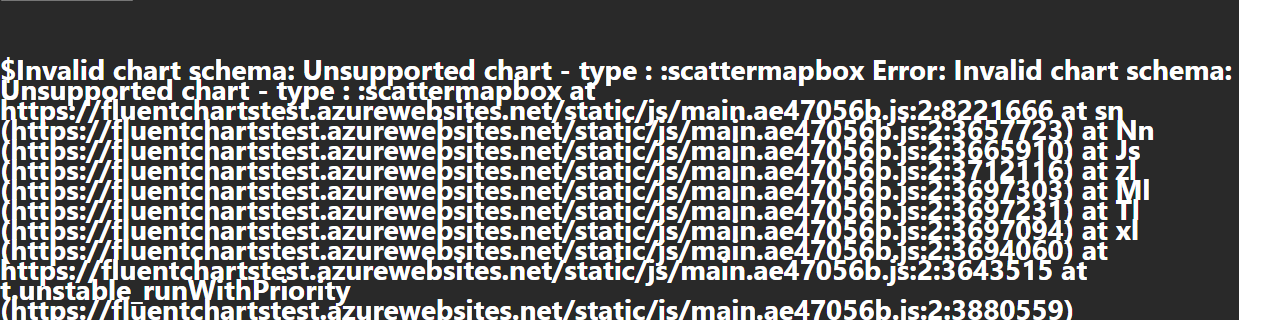 $Invalid chart schema: Unsupported chart - type : :scattermapbox Error: Invalid chart schema:
Unsupported chart - type : :scattermapbox at
https://fluentchartstest.azurewebsites.net/static/js/main.ae47056b.js:2:8221666 at sn
(https://fluentchartstest.azurewebsites.net/static/js/main.ae47056b.js:2:3657723) at Nn
(https://fluentchartstest.azurewebsites.net/static/js/main.ae47056b.js:2:3665910) at Js
(https://fluentchartstest.azurewebsites.net/static/js/main.ae47056b.js:2:3712116) at zl
(https://fluentchartstest.azurewebsites.net/static/js/main.ae47056b.js:2:3697303) at Ml
(https://fluentchartstest.azurewebsites.net/static/js/main.ae47056b.js:2:3697231) at Tl
(https://fluentchartstest.azurewebsites.net/static/js/main.ae47056b.js:2:3697094) at xl
(https://fluentchartstest.azurewebsites.net/static/js/main.ae47056b.js:2:3694060) at
https://fluentchartstest.azurewebsites.net/static/js/main.ae47056b.js:2:3643515 at
t.unstable_runWithPriority
(https://fluentchartstest.azurewebsites.net/static/js/main.ae47056b.js:2:3880559)